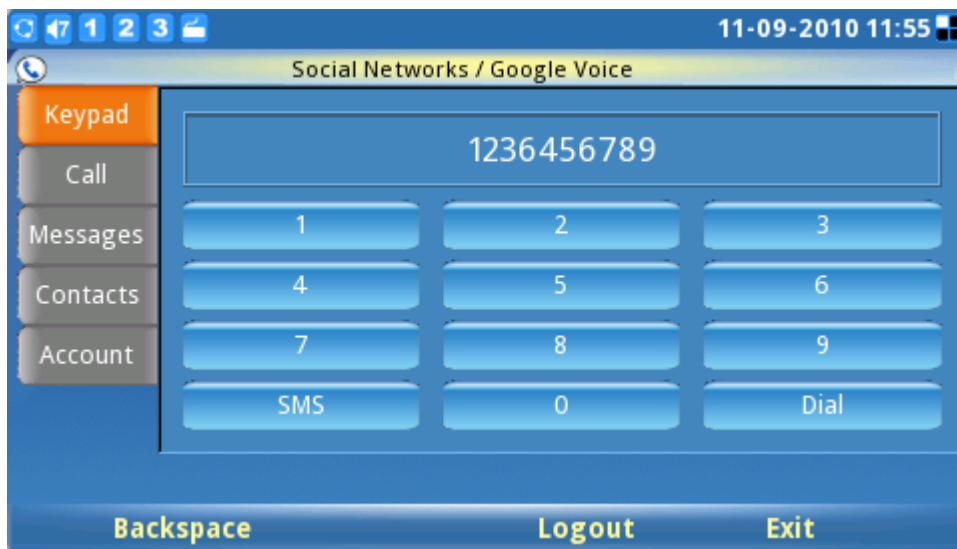 7 1 2 3 11-09-2010 11:55
Social Networks / Google Voice
Keypad
1236456789
Call
1 2 3
Messages
4 5 6
Contacts
7 8 9
Account
SMS 0 Dial
Backspace Logout Exit